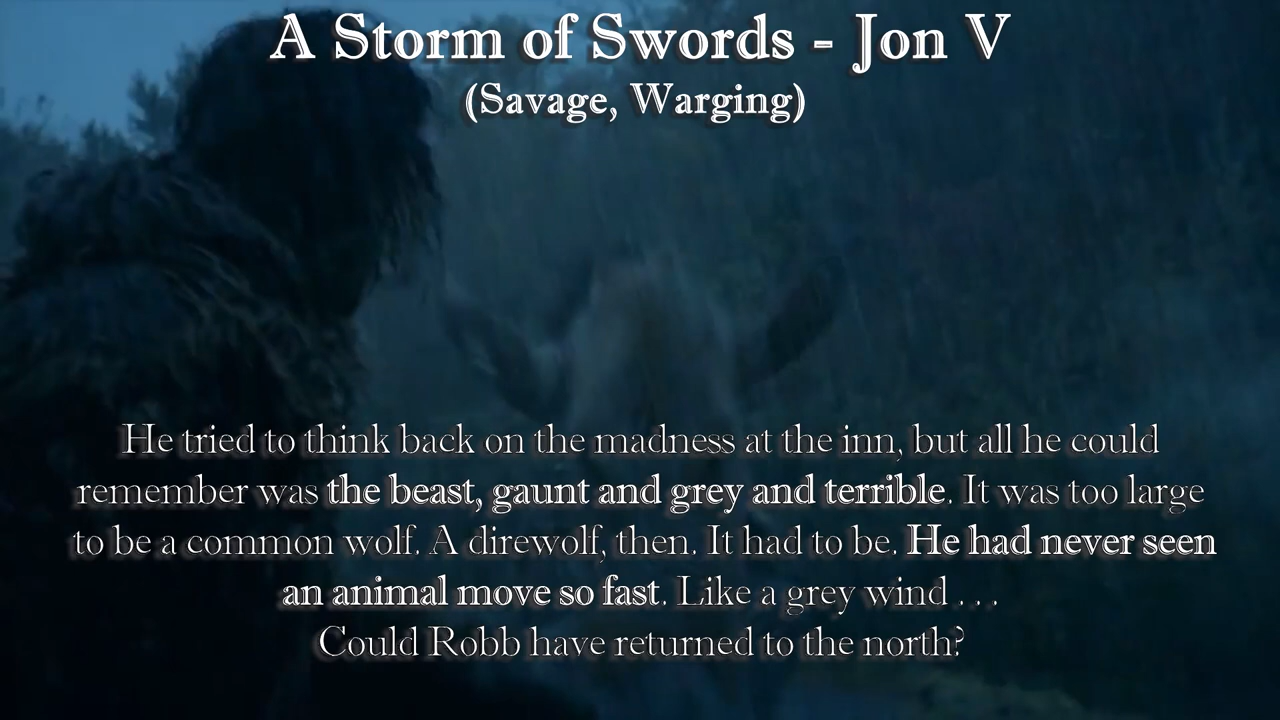 A Storm of Swords - Jon V
(Savage, Warging)
He tried to think back on the madness at the inn, but all he could
remember was the beast, gaunt and grey and terrible. It was too large
to be a common wolf. A direwolf, then. It had to be. He had never seen
an animal move so fast. Like a grey wind . . .
Could Robb have returned to the north?